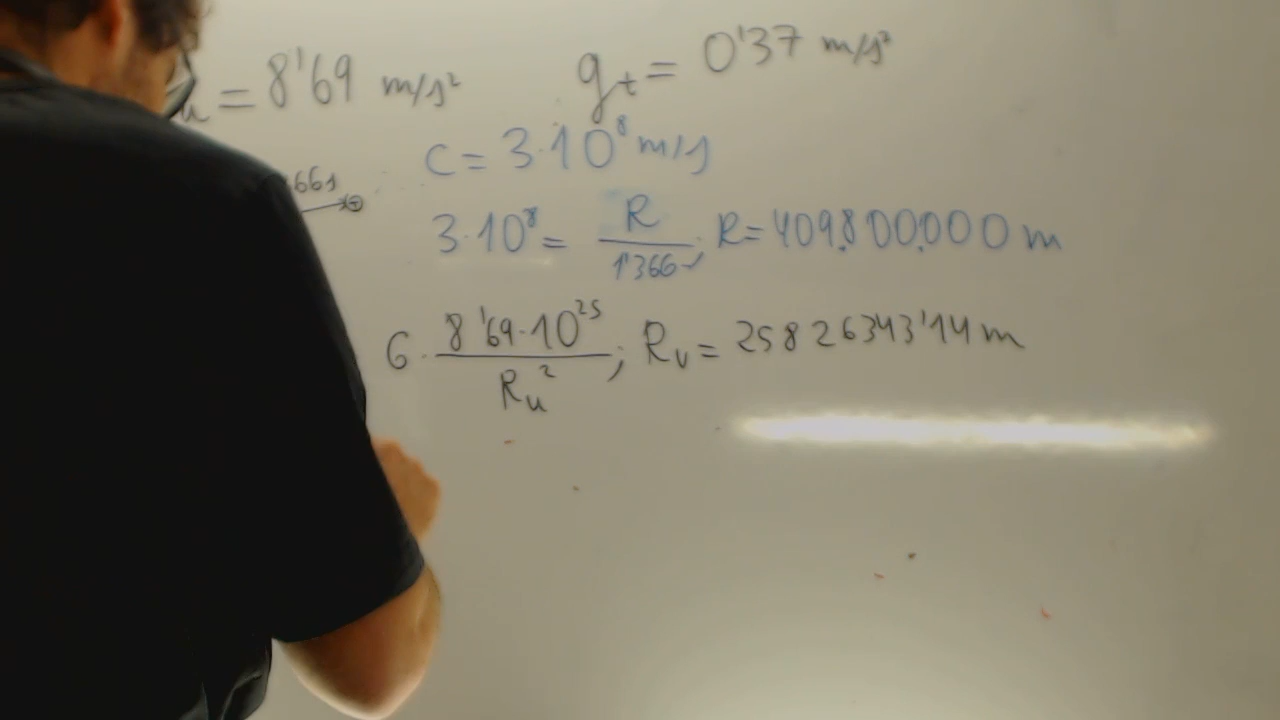 u = 8'69 m/s² g_t = 0'37 m/s²
C = 3·10⁸ m/s
661
3·10⁸ = R/1'366 ; R = 409.800.000 m
G · 8'69·10²⁵/R_u² ; R_u = 25826343'14 m